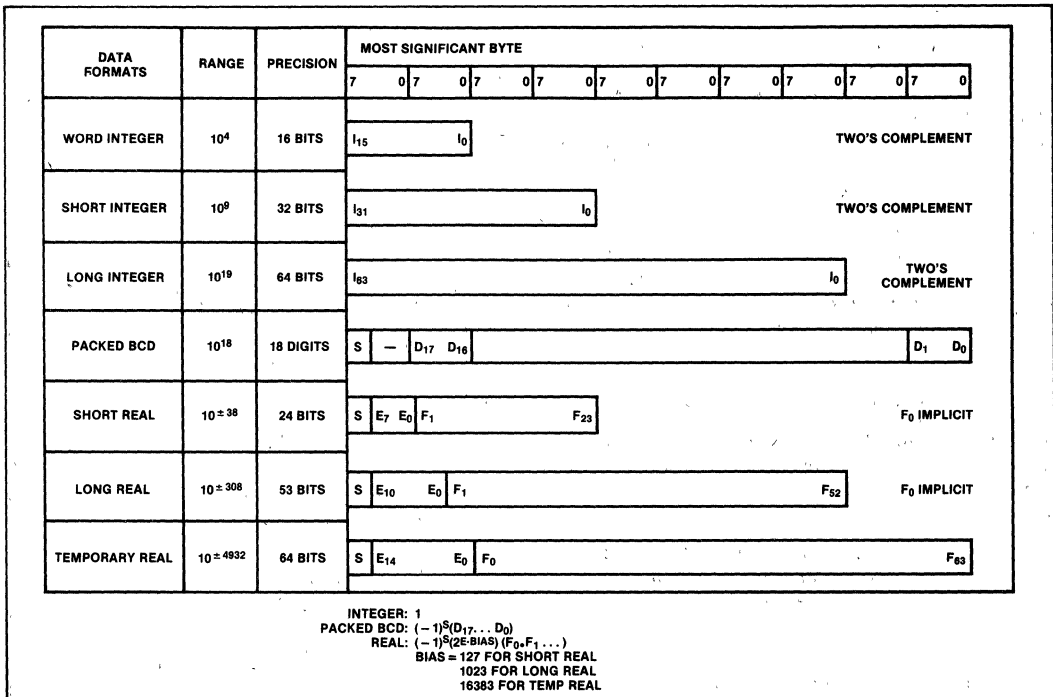 DATA FORMATS RANGE PRECISION MOST SIGNIFICANT BYTE
7 0 7 0 7 0 7 0 7 0 7 0 7 0 7 0 7 0 7 0
WORD INTEGER 10⁴ 16 BITS I₁₅ I₀ TWO'S COMPLEMENT
SHORT INTEGER 10⁹ 32 BITS I₃₁ I₀ TWO'S COMPLEMENT
LONG INTEGER 10¹⁹ 64 BITS I₆₃ I₀ TWO'S COMPLEMENT
PACKED BCD 10¹⁸ 18 DIGITS S — D₁₇ D₁₆ D₁ D₀
SHORT REAL 10±³⁸ 24 BITS S E₇ E₀ F₁ F₂₃ F₀ IMPLICIT
LONG REAL 10±³⁰⁸ 53 BITS S E₁₀ E₀ F₁ F₅₂ F₀ IMPLICIT
TEMPORARY REAL 10±⁴⁹³² 64 BITS S E₁₄ E₀ F₀ F₆₃
INTEGER: 1
PACKED BCD: (−1)ˢ(D₁₇...D₀)
REAL: (−1)ˢ(2E-BIAS)(F₀•F₁...)
BIAS = 127 FOR SHORT REAL
1023 FOR LONG REAL
16383 FOR TEMP REAL